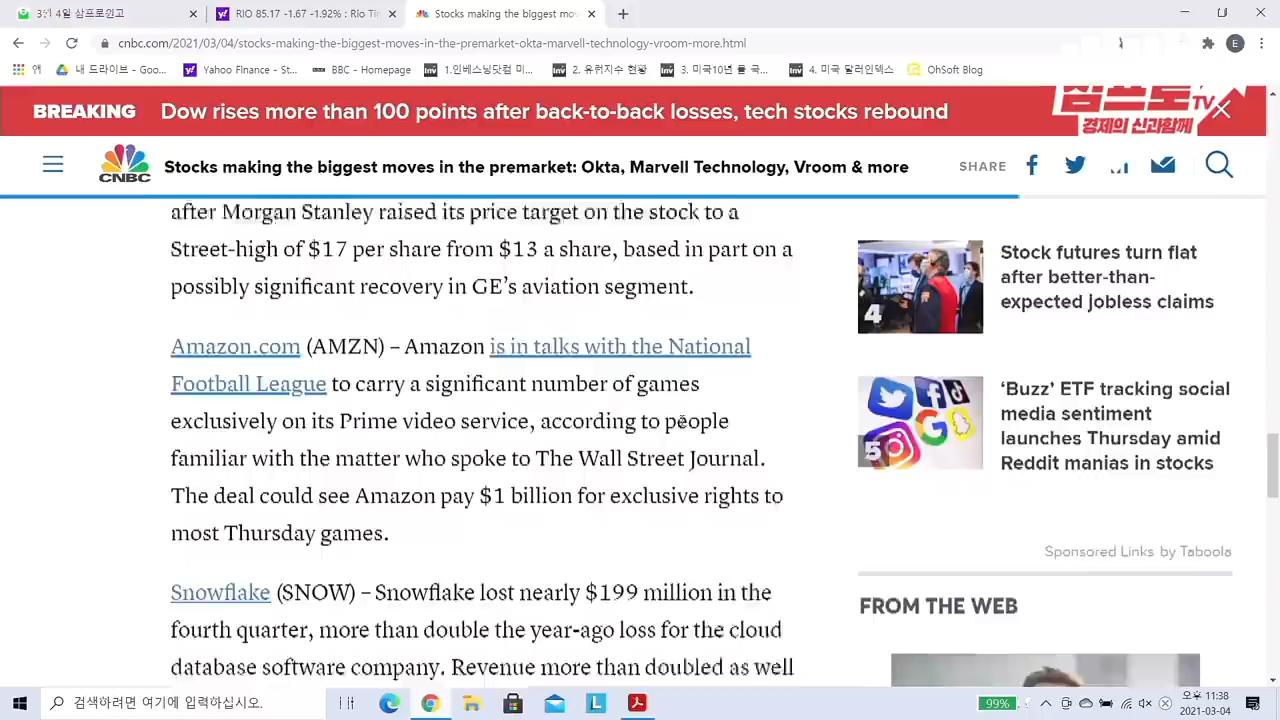 3월 4일 삼프로원고
RIO 85.17 -1.67 -1.92% : Rio Tin
Stocks making the biggest mov
cnbc.com/2021/03/04/stocks-making-the-biggest-moves-in-the-premarket-okta-marvell-technology-vroom-more.html
E
앱
내 드라이브 - Goo...
Yahoo Finance - St...
BBC - Homepage
1.인베스닝닷컴 미...
2. 유뤼지수 현황
3. 미국10년 률 국...
4. 미국 달러인덱스
OhSoft Blog
BREAKING
Dow rises more than 100 points after back-to-back losses, tech stocks rebound
삼프로TV
경제의 신과함께
CNBC
Stocks making the biggest moves in the premarket: Okta, Marvell Technology, Vroom & more
SHARE
after Morgan Stanley raised its price target on the stock to a
Street-high of $17 per share from $13 a share, based in part on a
possibly significant recovery in GE's aviation segment.
Amazon.com (AMZN) – Amazon is in talks with the National
Football League to carry a significant number of games
exclusively on its Prime video service, according to people
familiar with the matter who spoke to The Wall Street Journal.
The deal could see Amazon pay $1 billion for exclusive rights to
most Thursday games.
Snowflake (SNOW) – Snowflake lost nearly $199 million in the
fourth quarter, more than double the year-ago loss for the cloud
database software company. Revenue more than doubled as well
4
Stock futures turn flat
after better-than-
expected jobless claims
5
‘Buzz’ ETF tracking social
media sentiment
launches Thursday amid
Reddit manias in stocks
Sponsored Links by Taboola
FROM THE WEB
검색하려면 여기에 입력하십시오.
99%
오후 11:38
2021-03-04